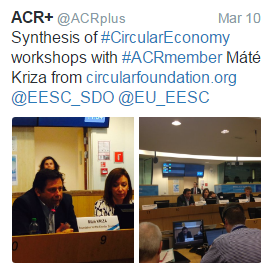 ACR+ @ACRplus Mar 10
Synthesis of #CircularEconomy
workshops with #ACRmember Máté
Kriza from circularfoundation.org
@EESC_SDO @EU_EESC